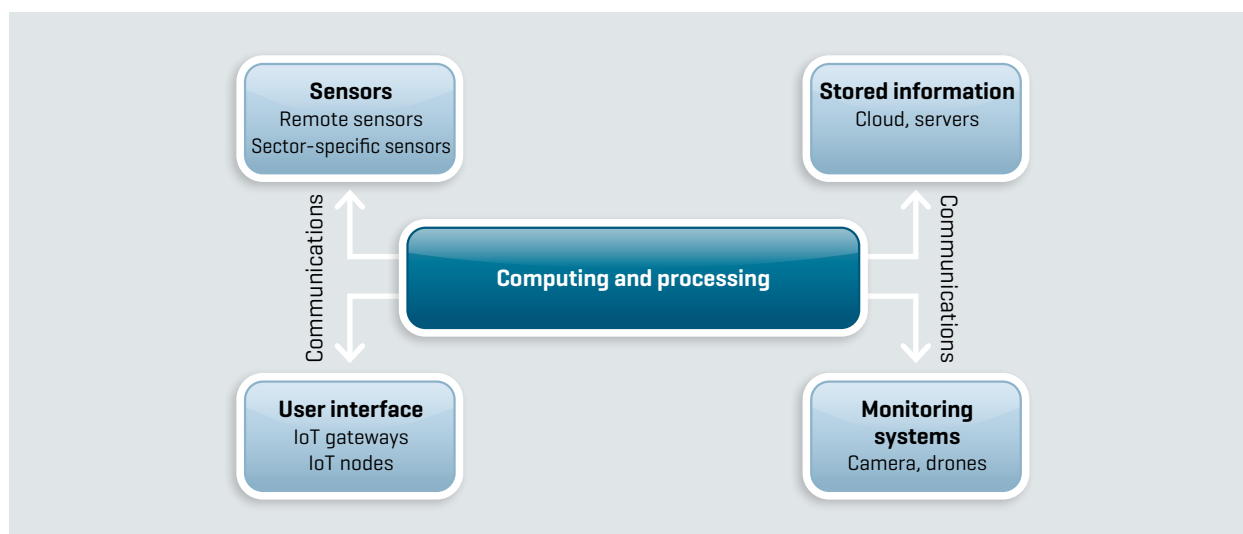 Sensors
Remote sensors
Sector-specific sensors
Stored information
Cloud, servers
Communications
Computing and processing
Communications
User interface
IoT gateways
IoT nodes
Monitoring
systems
Camera, drones